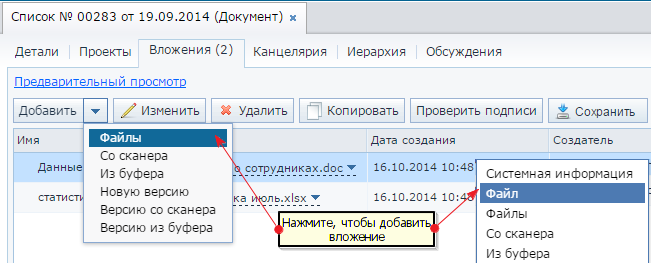 Список № 00283 от 19.09.2014 (Документ) ×
Детали Проекты Вложения (2) Канцелярия Иерархия Обсуждения
Предварительный просмотр
Добавить Изменить Удалить Копировать Проверить подписи Сохранить
Имя Дата создания Создатель
Данные о сотрудниках.doc 16.10.2014 10:48
статисти ка июль.xlsx 16.10.2014 10:48
Файлы
Со сканера
Из буфера
Новую версию
Версию со сканера
Версию из буфера
Нажмите, чтобы добавить
вложение
Системная информация
Файл
Файлы
Со сканера
Из буфера